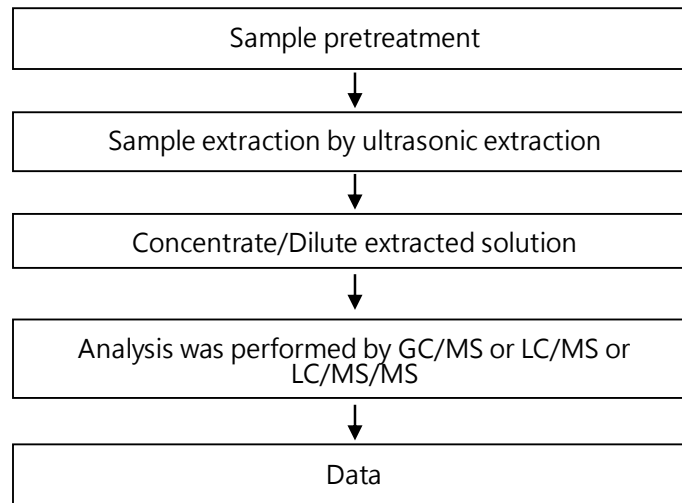 Sample pretreatment
Sample extraction by ultrasonic extraction
Concentrate/Dilute extracted solution
Analysis was performed by GC/MS or LC/MS or
LC/MS/MS
Data